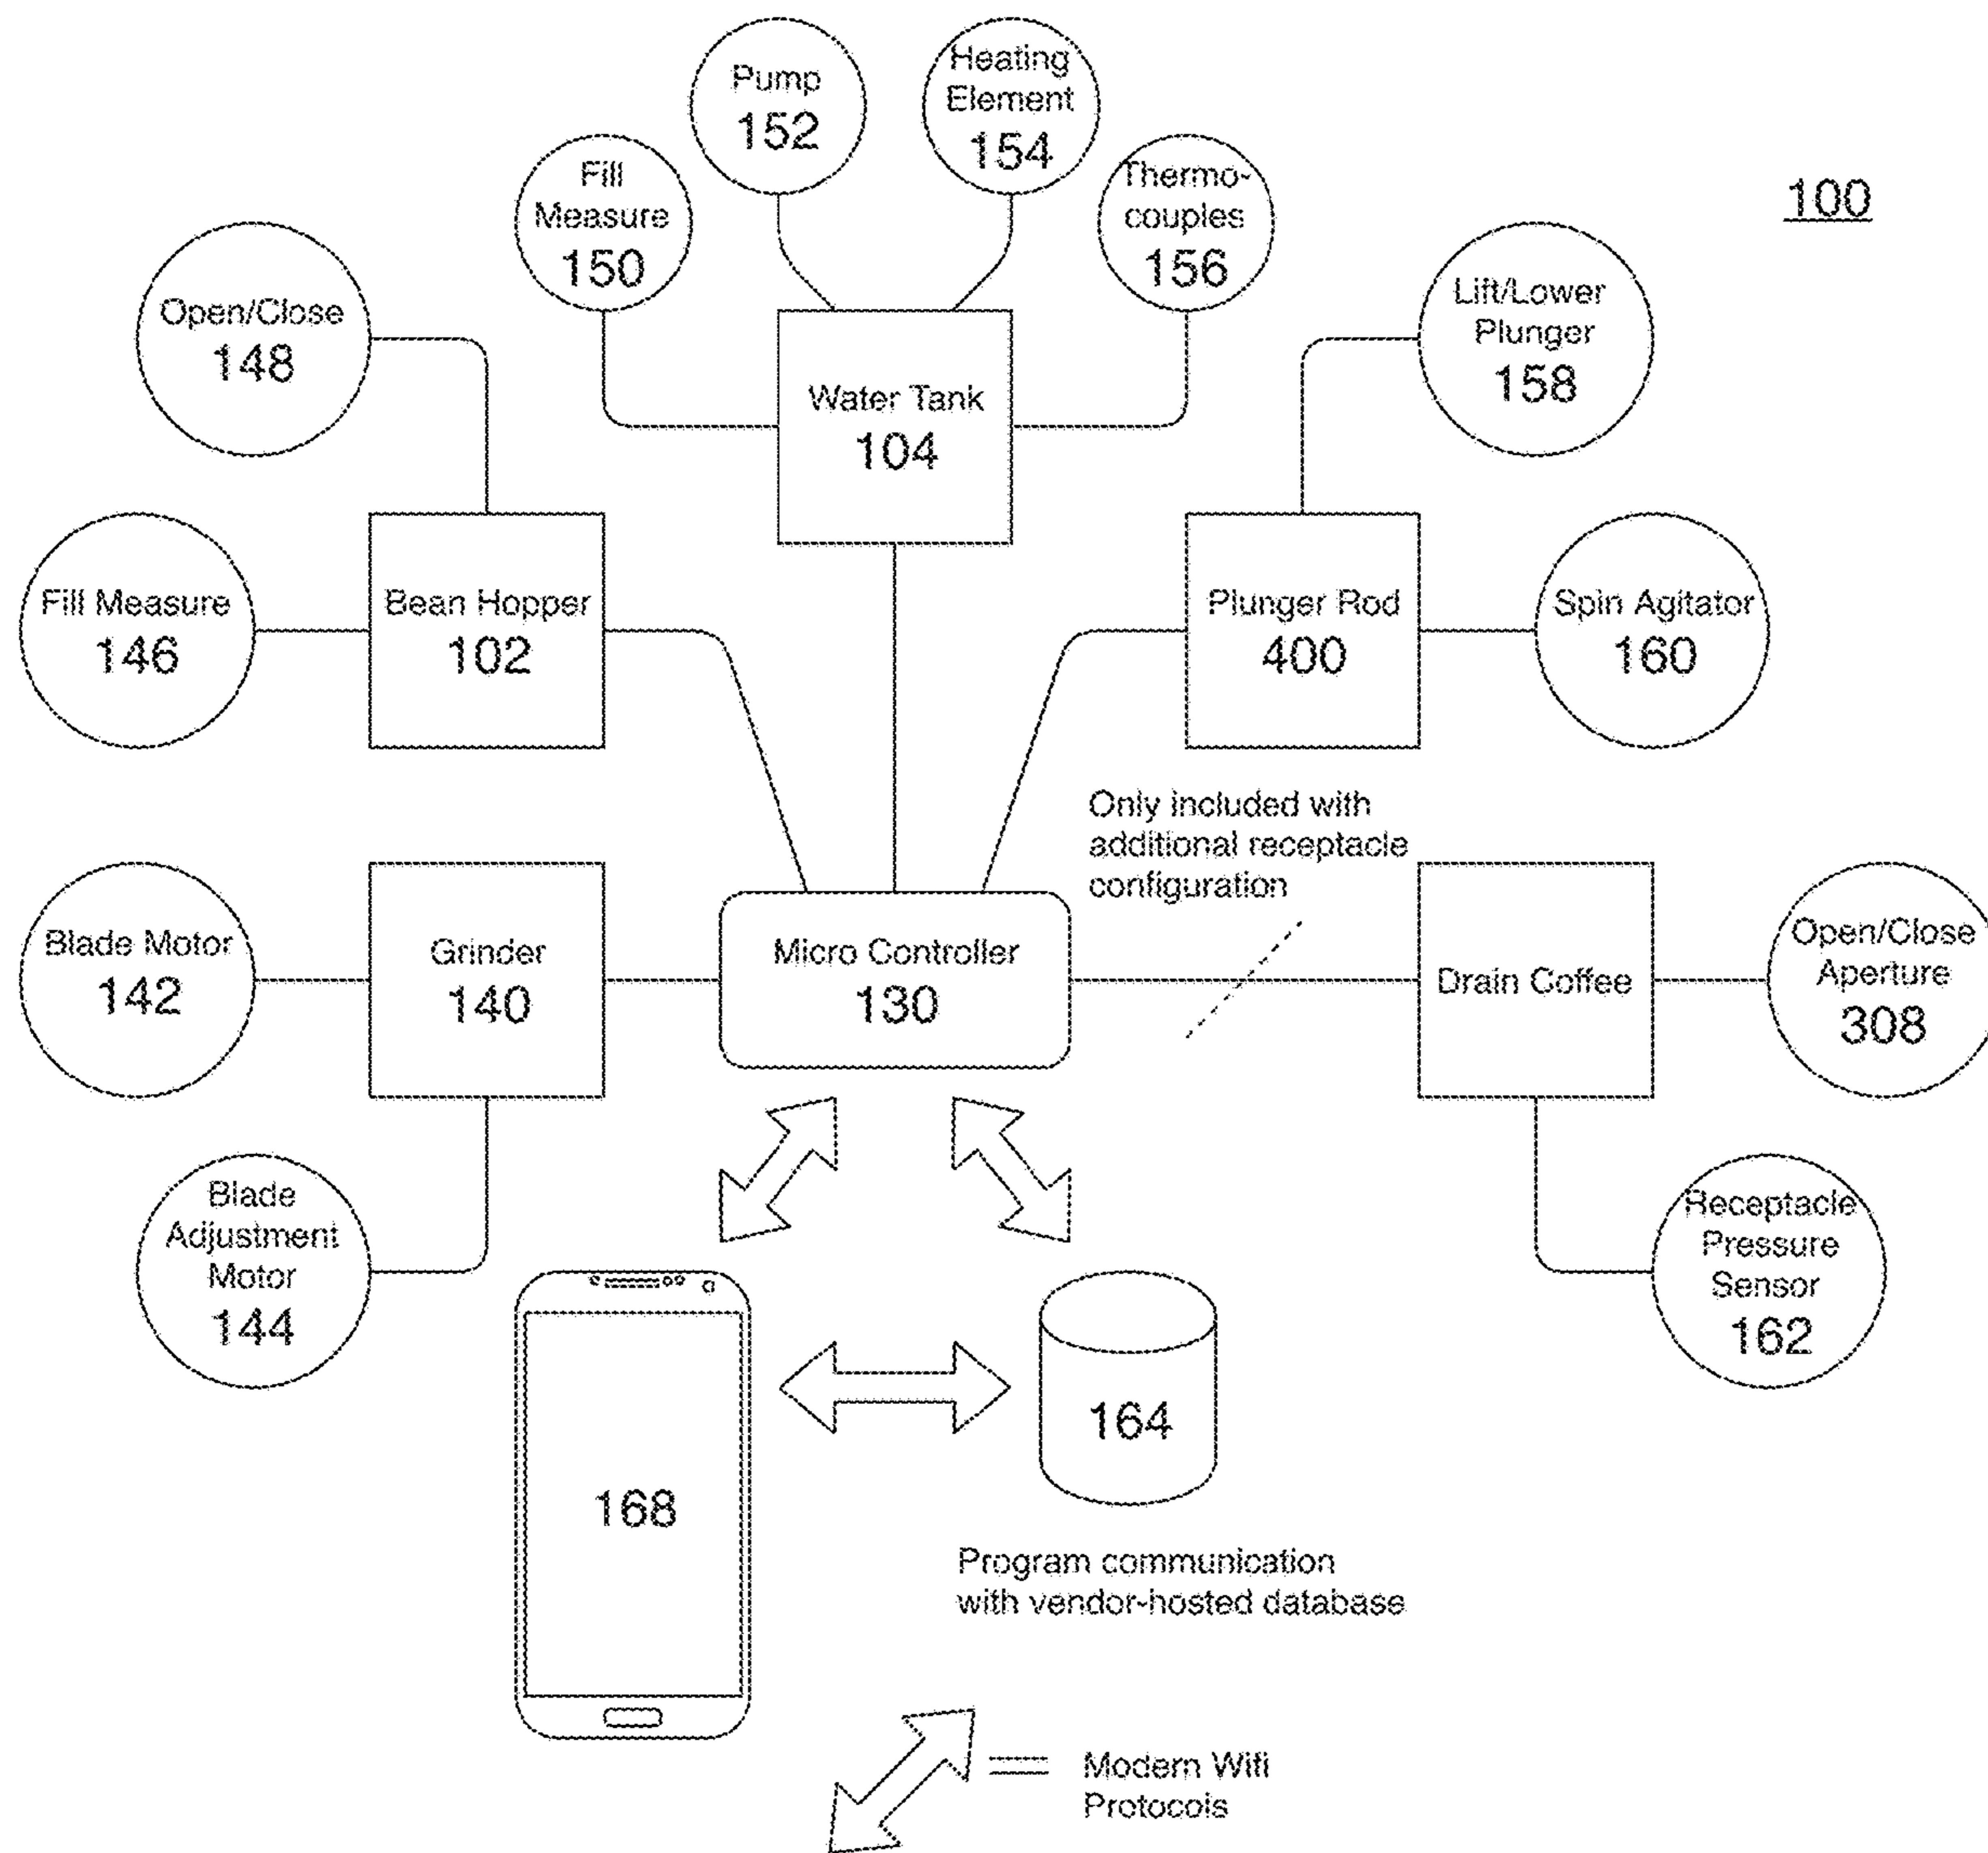 Pump
152
Heating
Element
154
Fill
Measure
150
Thermo-
couples
156
100
Open/Close
148
Lift/Lower
Plunger
158
Water Tank
104
Fill Measure
146
Bean Hopper
102
Plunger Rod
400
Spin Agitator
160
Only included with
additional receptacle
configuration
Blade Motor
142
Grinder
140
Micro Controller
130
Drain Coffee
Open/Close
Aperture
308
Blade
Adjustment
Motor
144
Receptacle
Pressure
Sensor
162
168
164
Program communication
with vendor-hosted database
Modern Wifi
Protocols